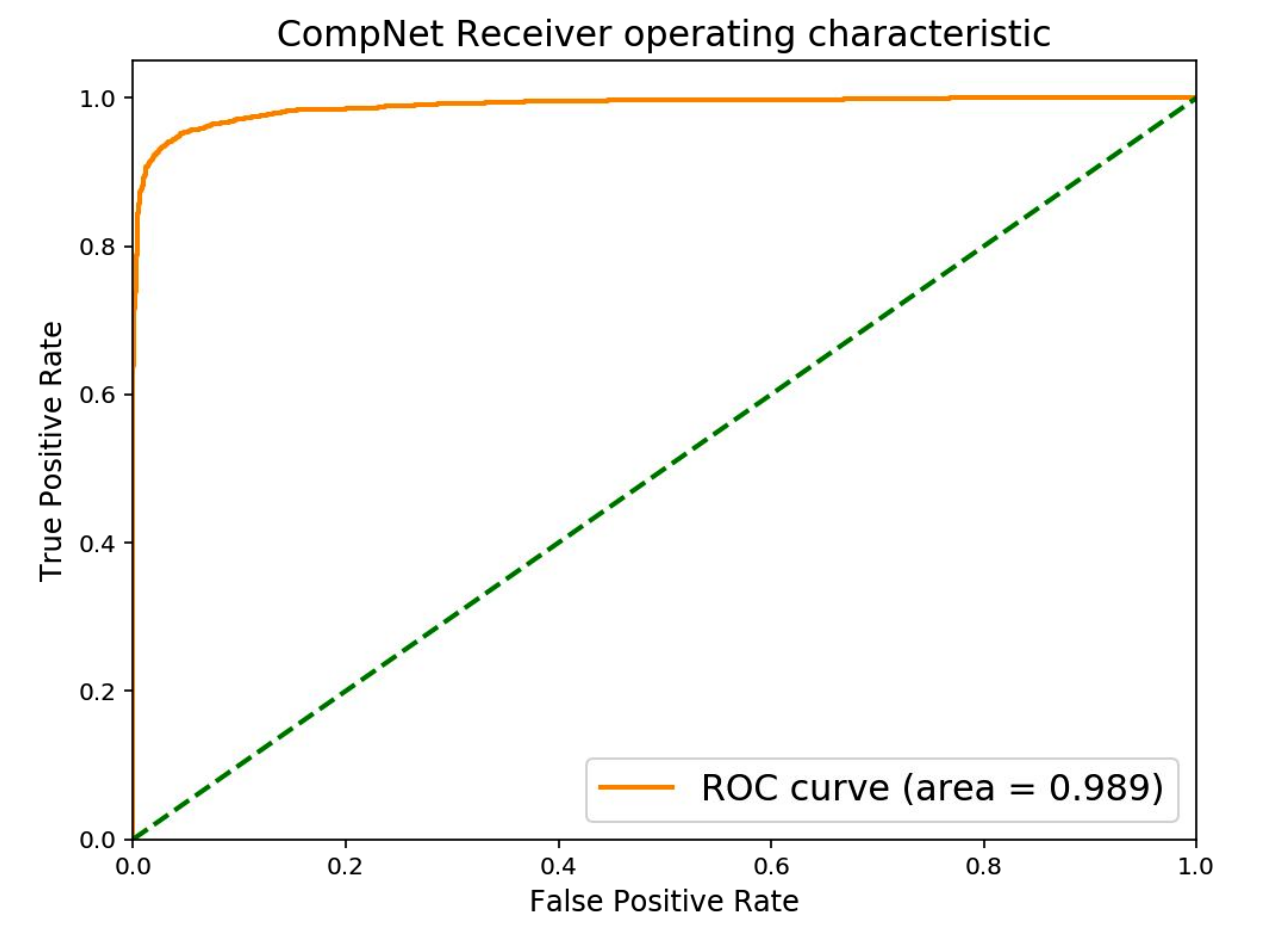 CompNet Receiver operating characteristic
1.0
0.8
0.6
0.4
0.2
0.0
True Positive Rate
ROC curve (area = 0.989)
0.0 0.2 0.4 0.6 0.8 1.0
False Positive Rate